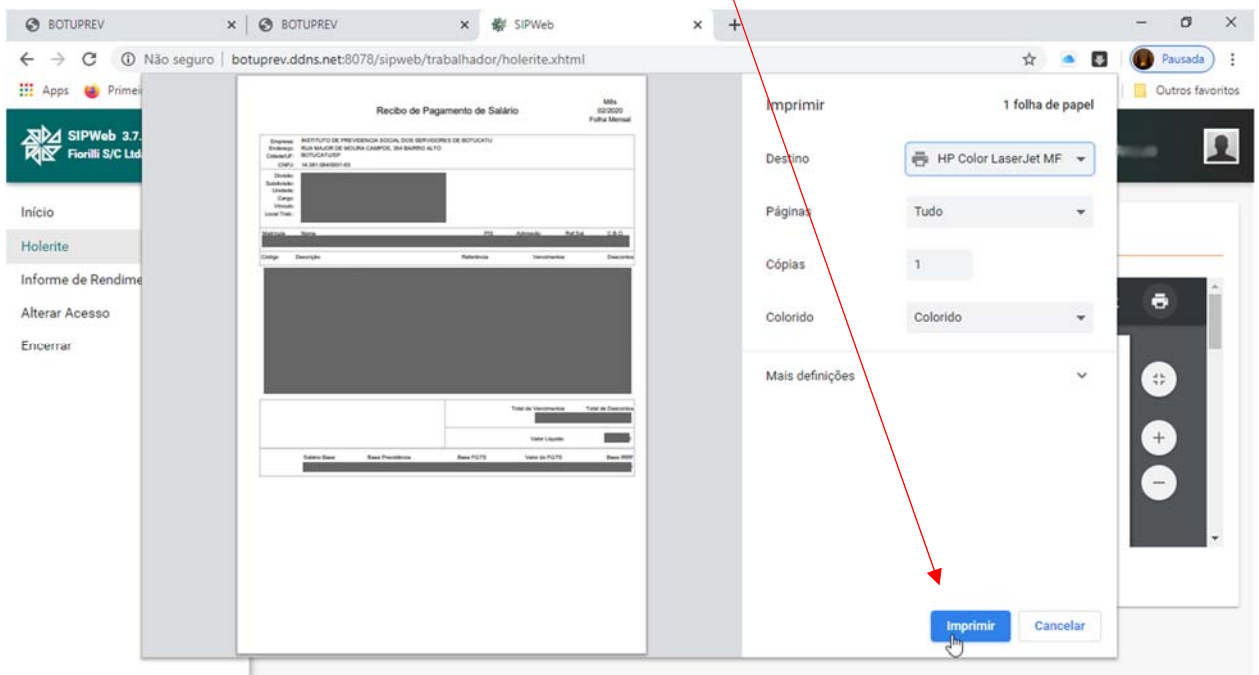 BOTUPREV
BOTUPREV
SIPWeb
Não seguro | botuprev.ddns.net:8078/sipweb/trabalhador/holerite.xhtml
Pausada
Apps
Primei
Outros favoritos
SIPWeb 3.7.
Fiorilli S/C Ltd
Início
Holerite
Informe de Rendime
Alterar Acesso
Encerrar
Recibo de Pagamento de Salário
Mês
02/2020
Folha Mensal
Empresa: INSTITUTO DE PREVIDENCIA SOCIAL DOS SERVIDORES DE BOTUCATU
Endereço: RUA MAJOR DE MOURA CAMPOS, 354 BAIRRO ALTO
Cidade/UF: BOTUCATU/SP
CNPJ:
Divisão:
Subdivisão:
Unidade:
Cargo:
Vínculo:
Local Trab.:
Matrícula Nome PIS Admissão Ref.Sal. C.B.O.
Código Descrição Referência Vencimentos Descontos
Total de Vencimentos Total de Descontos
Valor Líquido
Salário Base Base Previdência Base FGTS Valor do FGTS Base IRRF
Imprimir 1 folha de papel
Destino HP Color LaserJet MF
Páginas Tudo
Cópias 1
Colorido Colorido
Mais definições
Imprimir Cancelar